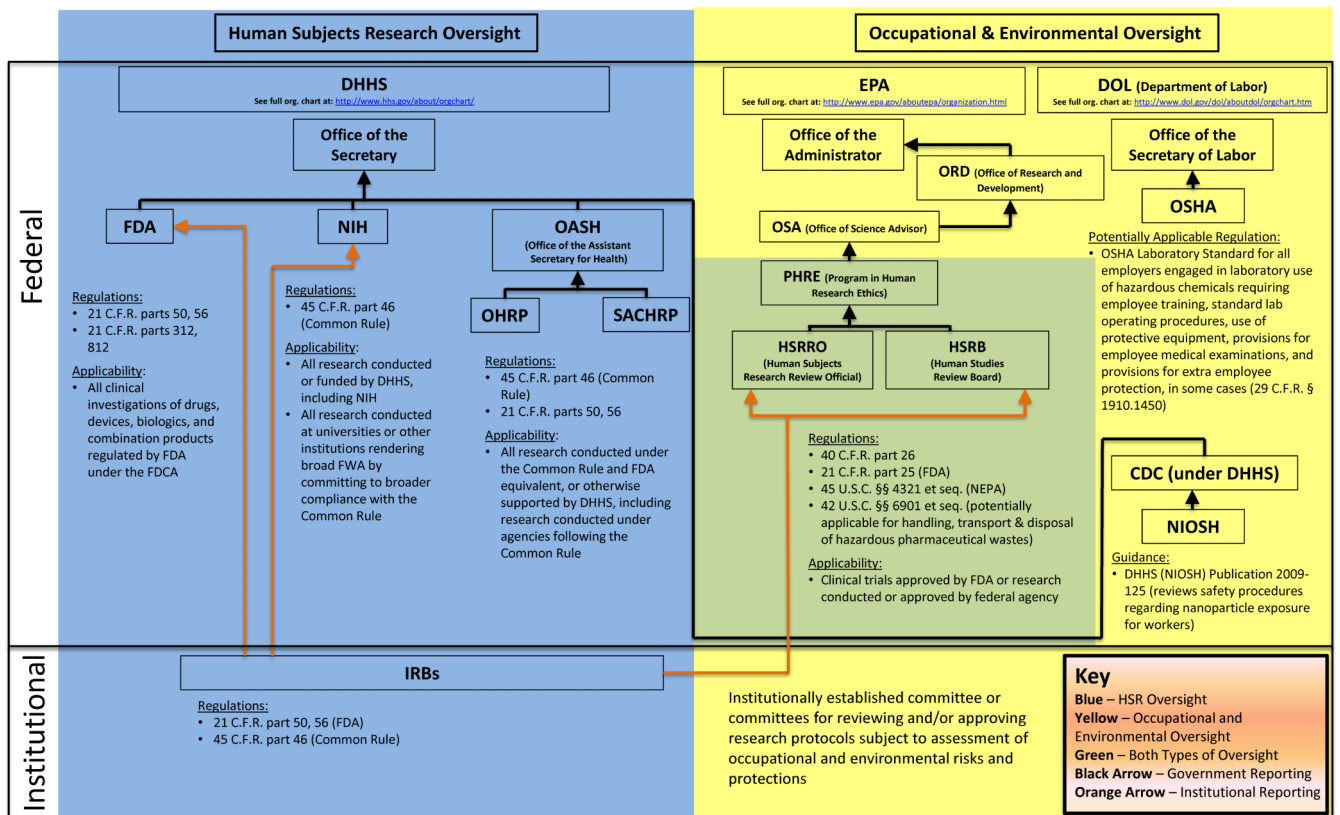 Human Subjects Research Oversight
Occupational & Environmental Oversight
Federal
DHHS
See full org. chart at: http://www.hhs.gov/about/orgchart/
EPA
See full org. chart at: http://www.epa.gov/aboutepa/organization.html
DOL (Department of Labor)
See full org. chart at: http://www.dol.gov/dol/aboutdol/orgchart.htm
Office of the
Secretary
Office of the
Administrator
Office of the
Secretary of Labor
ORD (Office of Research and
Development)
OSHA
FDA
NIH
OASH
(Office of the Assistant
Secretary for Health)
OSA (Office of Science Advisor)
PHRE (Program in Human
Research Ethics)
OHRP
SACHRP
HSRRO
(Human Subjects
Research Review Official)
HSRB
(Human Studies
Review Board)
Regulations:
• 21 C.F.R. parts 50, 56
• 21 C.F.R. parts 312,
812
Applicability:
• All clinical
investigations of drugs,
devices, biologics, and
combination products
regulated by FDA
under the FDCA
Regulations:
• 45 C.F.R. part 46
(Common Rule)
Applicability:
• All research conducted
or funded by DHHS,
including NIH
• All research conducted
at universities or other
institutions rendering
broad FWA by
committing to broader
compliance with the
Common Rule
Regulations:
• 45 C.F.R. part 46 (Common
Rule)
• 21 C.F.R. parts 50, 56
Applicability:
• All research conducted under
the Common Rule and FDA
equivalent, or otherwise
supported by DHHS, including
research conducted under
agencies following the
Common Rule
Regulations:
• 40 C.F.R. part 26
• 21 C.F.R. part 25 (FDA)
• 45 U.S.C. §§ 4321 et seq. (NEPA)
• 42 U.S.C. §§ 6901 et seq. (potentially
applicable for handling, transport & disposal
of hazardous pharmaceutical wastes)
Applicability:
• Clinical trials approved by FDA or research
conducted or approved by federal agency
Potentially Applicable Regulation:
• OSHA Laboratory Standard for all
employers engaged in laboratory use
of hazardous chemicals requiring
employee training, standard lab
operating procedures, use of
protective equipment, provisions for
employee medical examinations, and
provisions for extra employee
protection, in some cases (29 C.F.R. §
1910.1450)
CDC (under DHHS)
NIOSH
Guidance:
• DHHS (NIOSH) Publication 2009-
125 (reviews safety procedures
regarding nanoparticle exposure
for workers)
Institutional
IRBs
Regulations:
• 21 C.F.R. part 50, 56 (FDA)
• 45 C.F.R. part 46 (Common Rule)
Institutionally established committee or
committees for reviewing and/or approving
research protocols subject to assessment of
occupational and environmental risks and
protections
Key
Blue – HSR Oversight
Yellow – Occupational and
Environmental Oversight
Green – Both Types of Oversight
Black Arrow – Government Reporting
Orange Arrow – Institutional Reporting